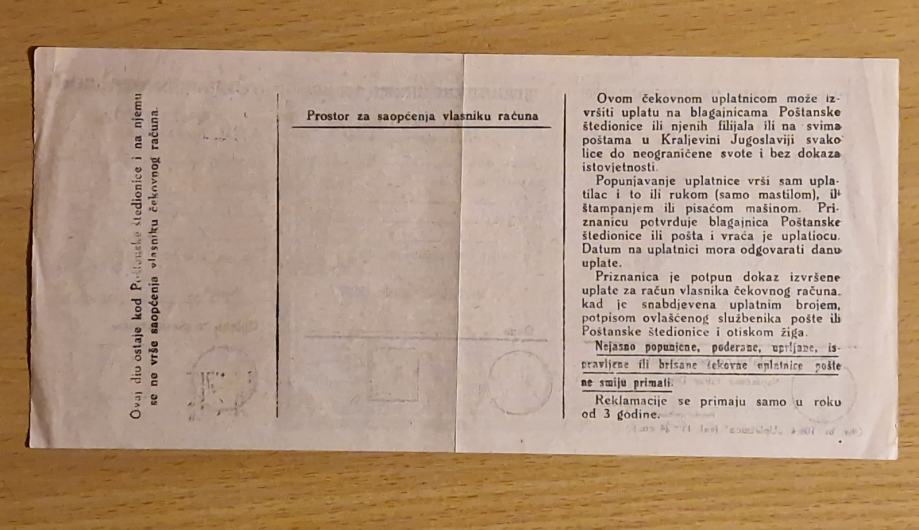 Ovaj dio ostaje kod Poštanske štedionice i na njemu
se ne vrše saopćenja vlasniku čekovnog računa.
Prostor za saopćenja vlasniku računa
Ovom čekovnom uplatnicom može iz-
vršiti uplatu na blagajnicama Poštanske
štedionice ili njenih filijala ili na svima
poštama u Kraljevini Jugoslaviji svako
lice do neograničene svote i bez dokaza
istovjetnosti.
Popunjavanje uplatnice vrši sam upla-
tilac i to ili rukom (samo mastilom), ili
štampanjem ili pisaćom mašinom. Pri-
znanicu potvrđuje blagajnica Poštanske
štedionice ili pošta i vraća je uplatiocu.
Datum na uplatnici mora odgovarati danu
uplate.
Priznanica je potpun dokaz izvršene
uplate za račun vlasnika čekovnog računa,
kad je snabdjevena uplatnim brojem,
potpisom ovlašćenog službenika pošte ili
Poštanske štedionice i otiskom žiga.
Nejasno popunjene, poderane, uprljane, is-
pravljene ili brisane čekovne uplatnice pošte
ne smiju primati.
Reklamacije se primaju samo u roku
od 3 godine.